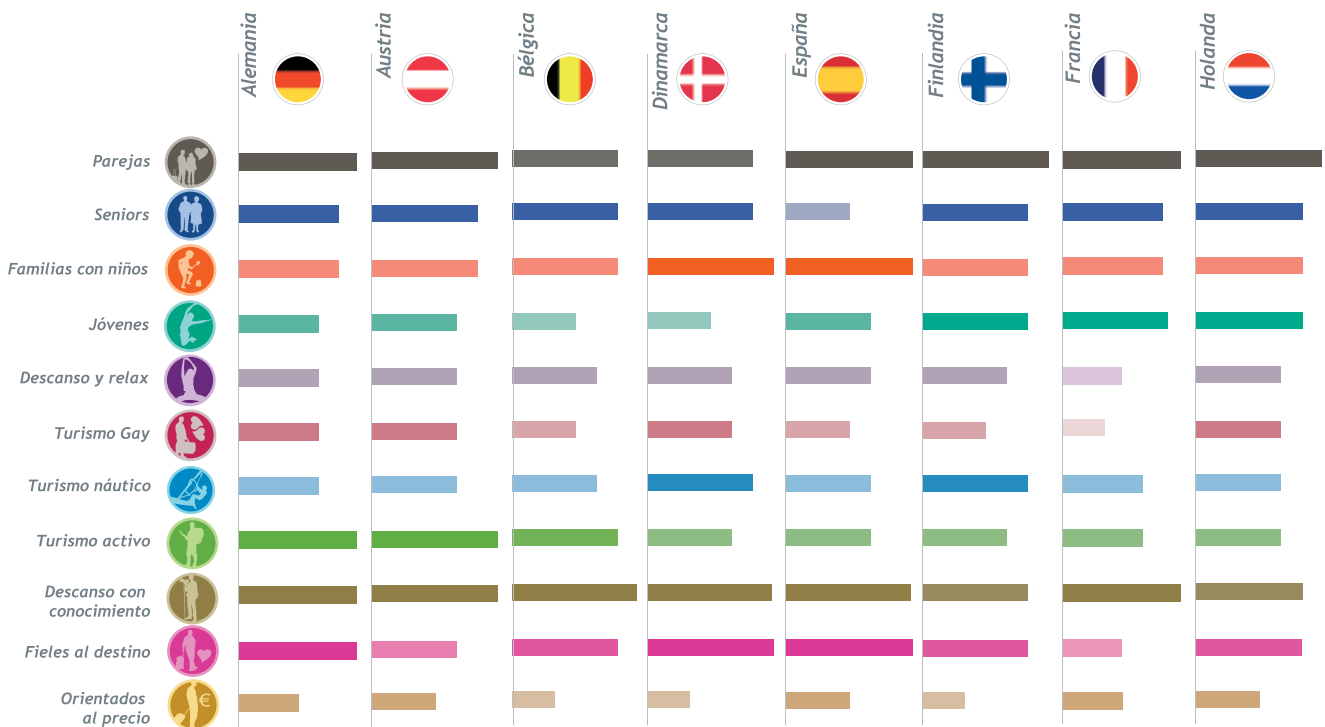 Alemania
Austria
Bélgica
Dinamarca
España
Finlandia
Francia
Holanda
Parejas
Seniors
Familias con niños
Jóvenes
Descanso y relax
Turismo Gay
Turismo náutico
Turismo activo
Descanso con
conocimiento
Fieles al destino
€
Orientados
al precio